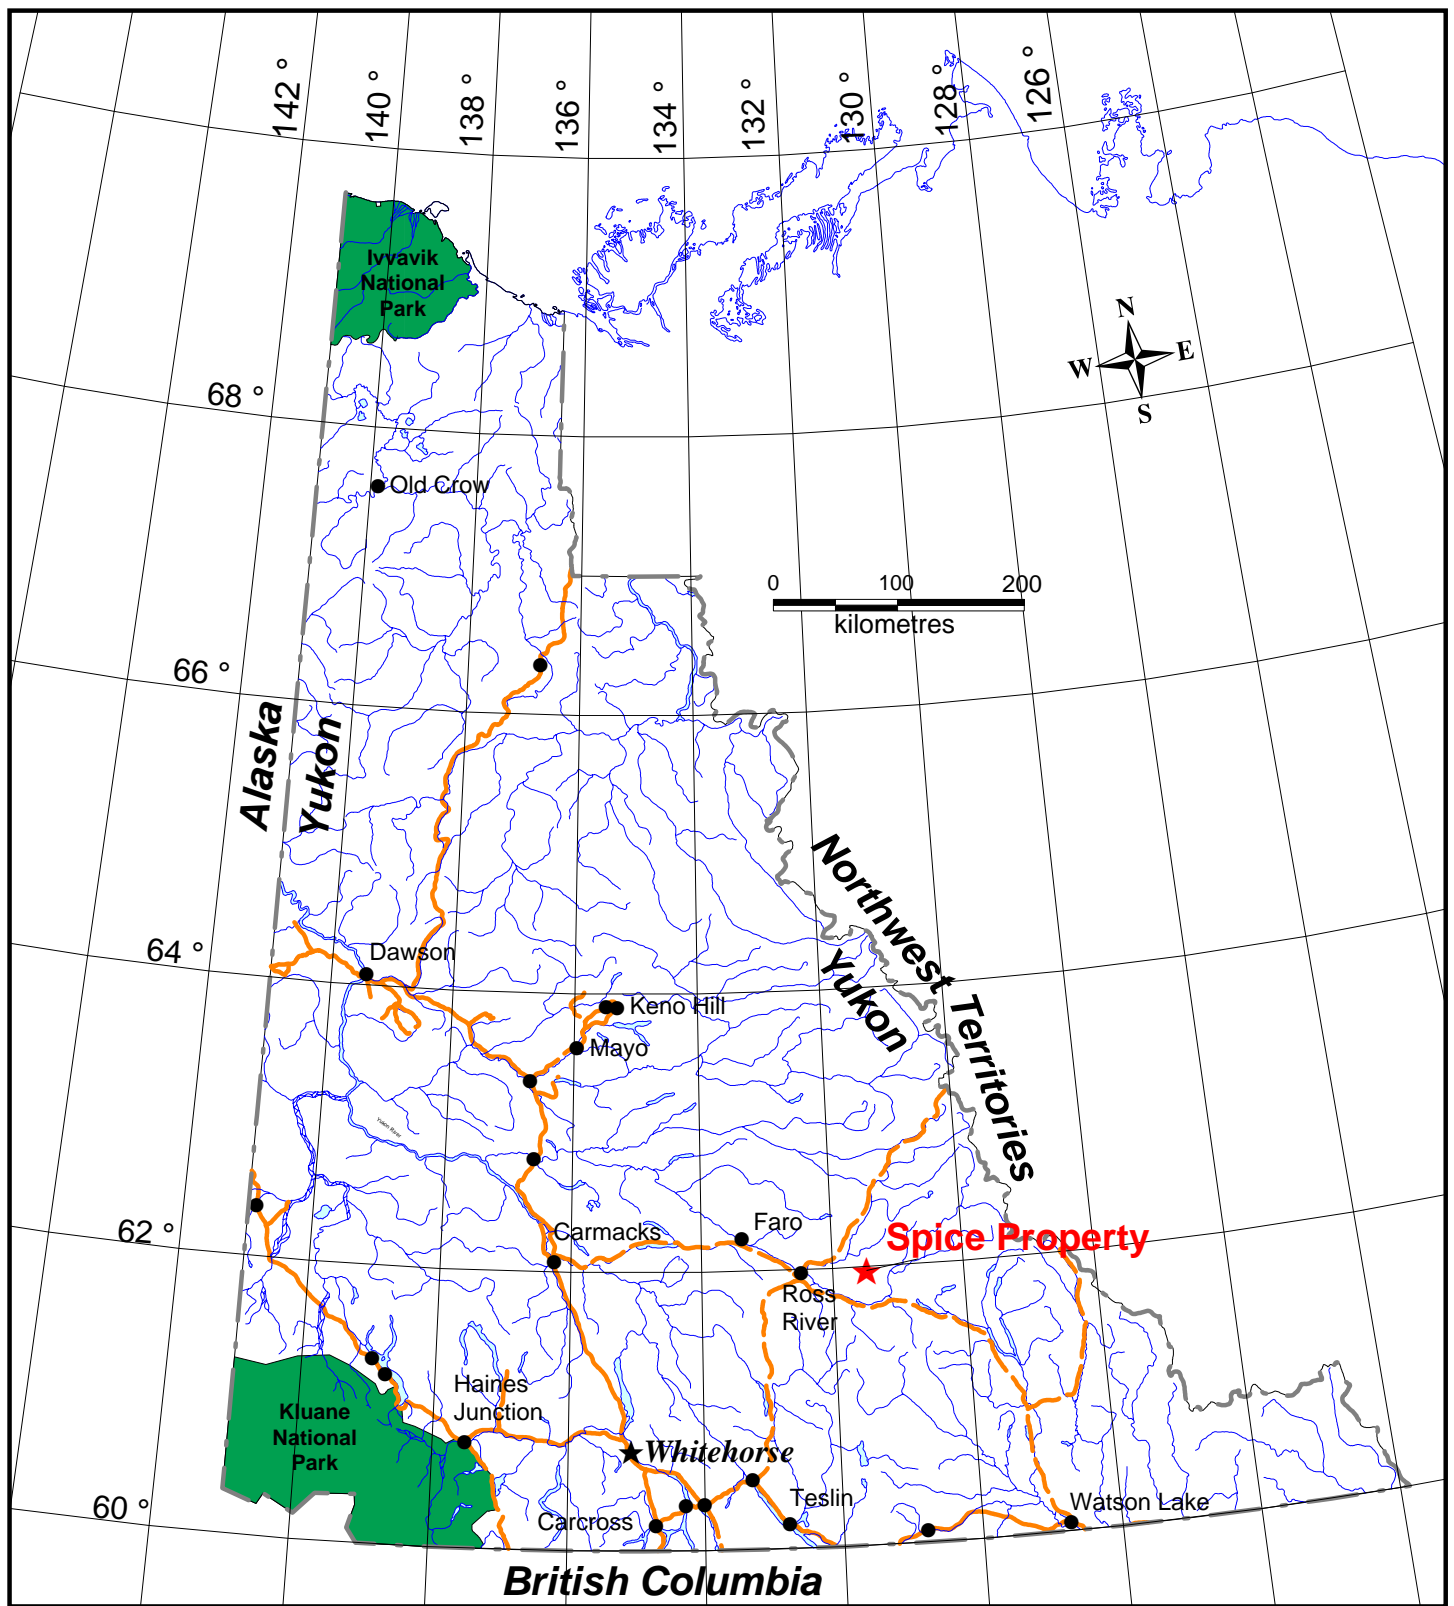 142 °
140 °
138 °
136 °
134 °
132 °
130 °
128 °
126 °
Ivvavik
National
Park
N
W
E
S
68 °
Old Crow
0
100
200
kilometres
66 °
Alaska
Yukon
Northwest Territories
Yukon
64 °
Dawson
Keno Hill
Mayo
Yukon River
62 °
Carmacks
Faro
Spice Property
Ross
River
Haines
Junction
Kluane
National
Park
Whitehorse
60 °
Carcross
Teslin
Watson Lake
British Columbia